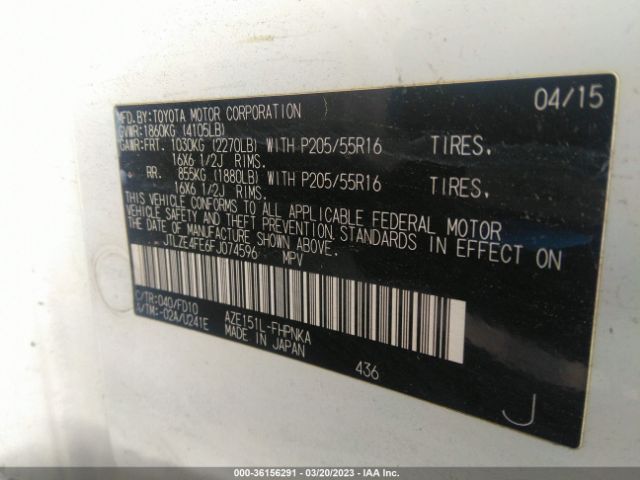 04/15
MFD. BY:TOYOTA MOTOR CORPORATION
GVWR:1860KG (4105LB)
GAWR:FRT. 1030KG (2270LB) WITH P205/55R16 TIRES.
16X6 1/2J RIMS.
RR. 855KG (1880LB) WITH P205/55R16 TIRES.
16X6 1/2J RIMS.
THIS VEHICLE CONFORMS TO ALL APPLICABLE FEDERAL MOTOR
VEHICLE SAFETY AND THEFT PREVENTION STANDARDS IN EFFECT ON
THE DATE OF MANUFACTURE SHOWN ABOVE.
JTLZE4FE6FJ074596 MPV
C/TR:040/FD10
A/TM:-02A/U241E
AZE151L-FHPNKA
MADE IN JAPAN
436
J
000-36156291 - 03/20/2023 - IAA Inc.